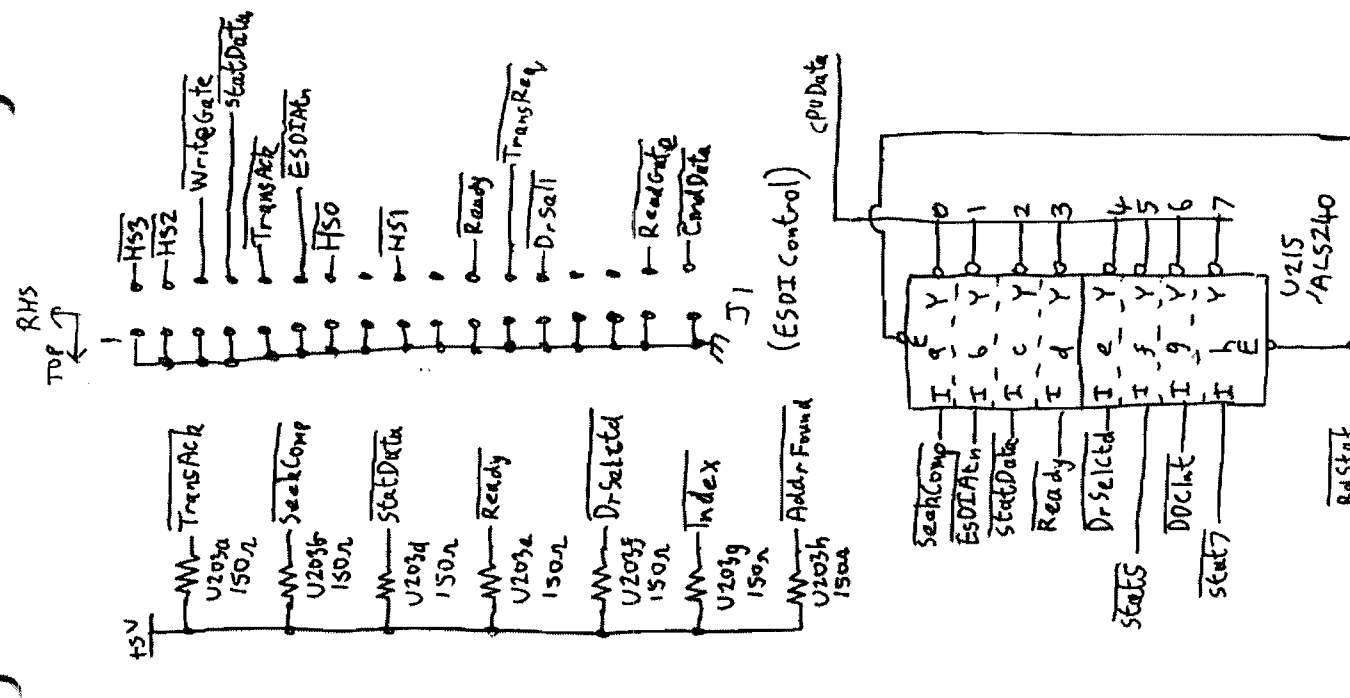 RHS
TOP
1
HS3
HS2
WriteGate
StatData
TransAck
ESDIAtn
HS0
HS1
Ready
TransReq
DrSel1
ReadGate
CmdData
J1
(ESDI Control)
+5V
TransAck
U203a
150Ω
SeekComp
U203b
150Ω
StatData
U203d
150Ω
Ready
U203e
150Ω
DrSelctd
U203f
150Ω
Index
U203g
150Ω
AddrFound
U203h
150Ω
CPUData
0
1
2
3
4
5
6
7
E
I a Y
I b Y
I c Y
I d Y
I e Y
I f Y
I g Y
I h Y
E
U215
'ALS240
SeekComp
ESDIAtn
StatData
Ready
DrSelctd
Stat5
DDCInt
Stat7
RdStat